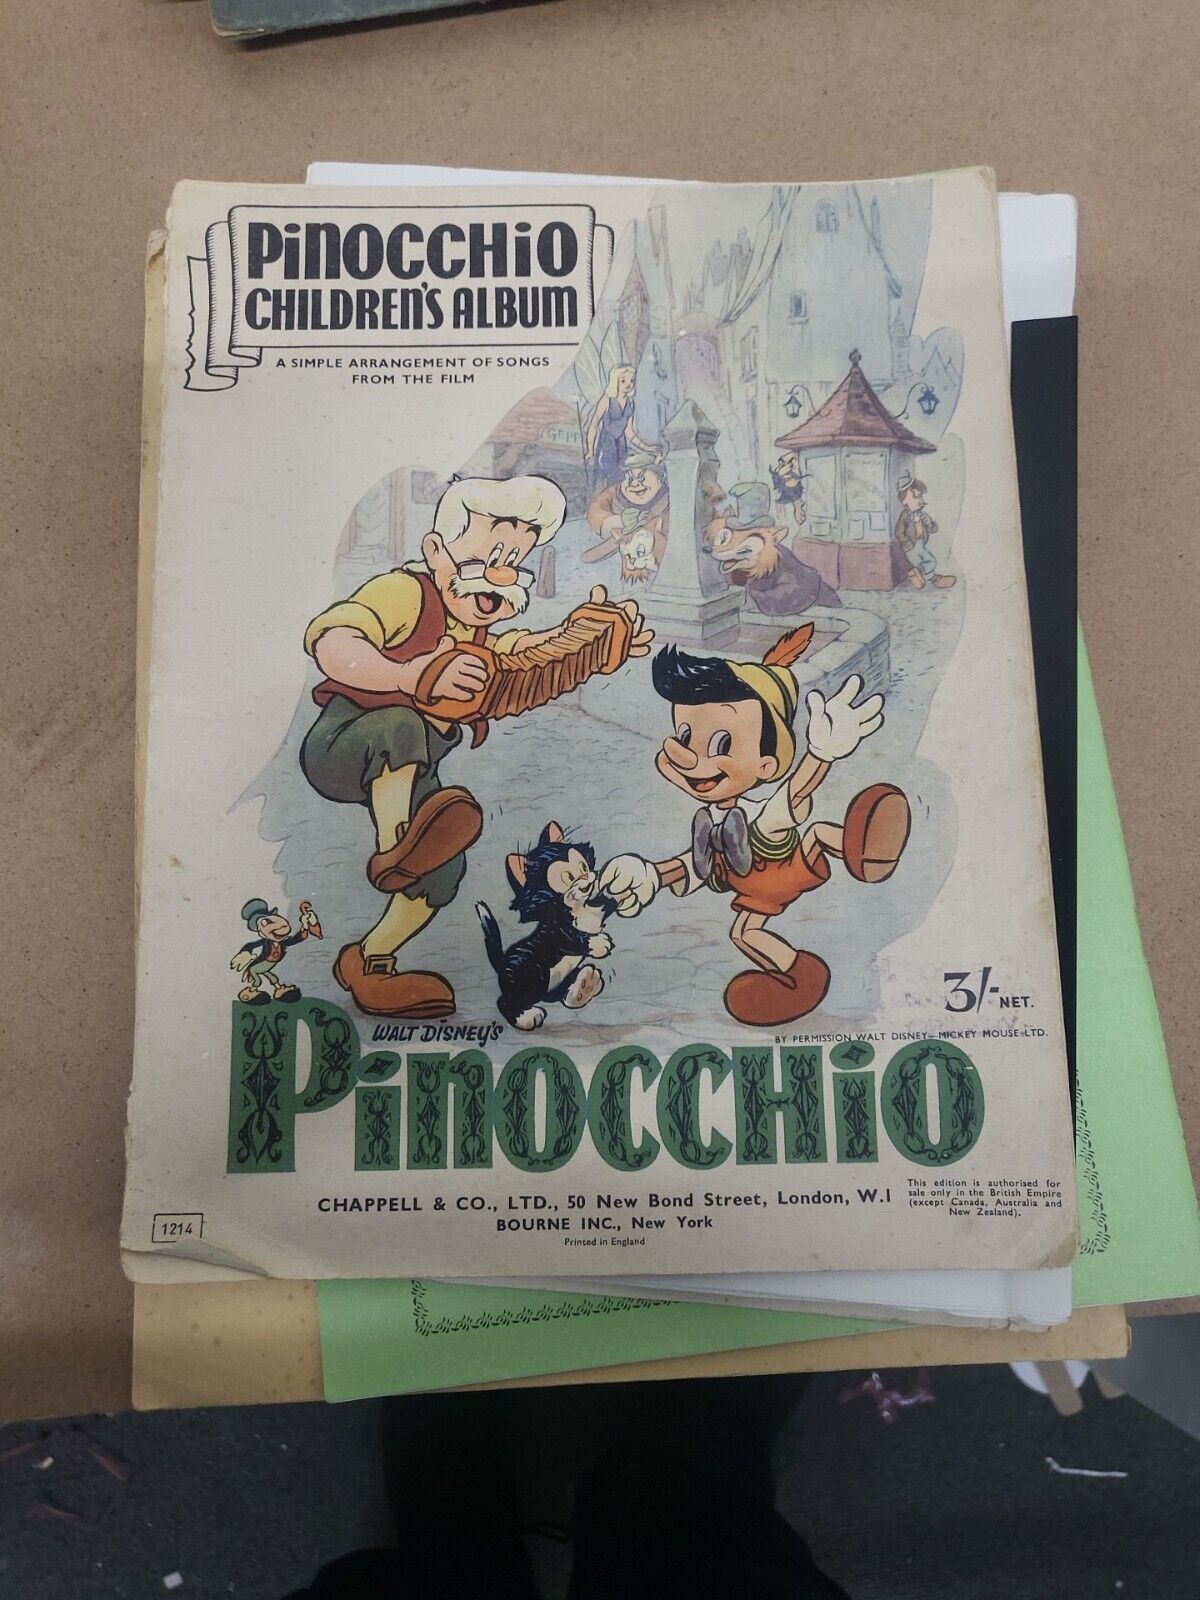 PiNOCCHiO
CHILDREN'S ALBUM
A SIMPLE ARRANGEMENT OF SONGS
FROM THE FILM
GEPP
3/- NET.
BY PERMISSION WALT DISNEY—MICKEY MOUSE LTD.
WALT DiSNEY'S
PiNOCCHiO
CHAPPELL & CO., LTD., 50 New Bond Street, London, W.1
BOURNE INC., New York
Printed in England
This edition is authorised for
sale only in the British Empire
(except Canada, Australia and
New Zealand).
1214